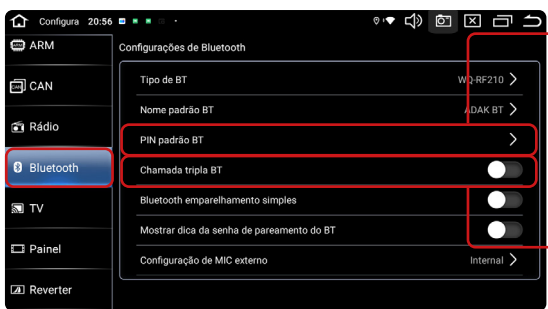 Configura 20:56
ARM
CAN
Rádio
Bluetooth
TV
Painel
Reverter
Configurações de Bluetooth
Tipo de BT WQ-RF210
Nome padrão BT ADAK BT
PIN padrão BT
Chamada tripla BT
Bluetooth emparelhamento simples
Mostrar dica da senha de pareamento do BT
Configuração de MIC externo Internal